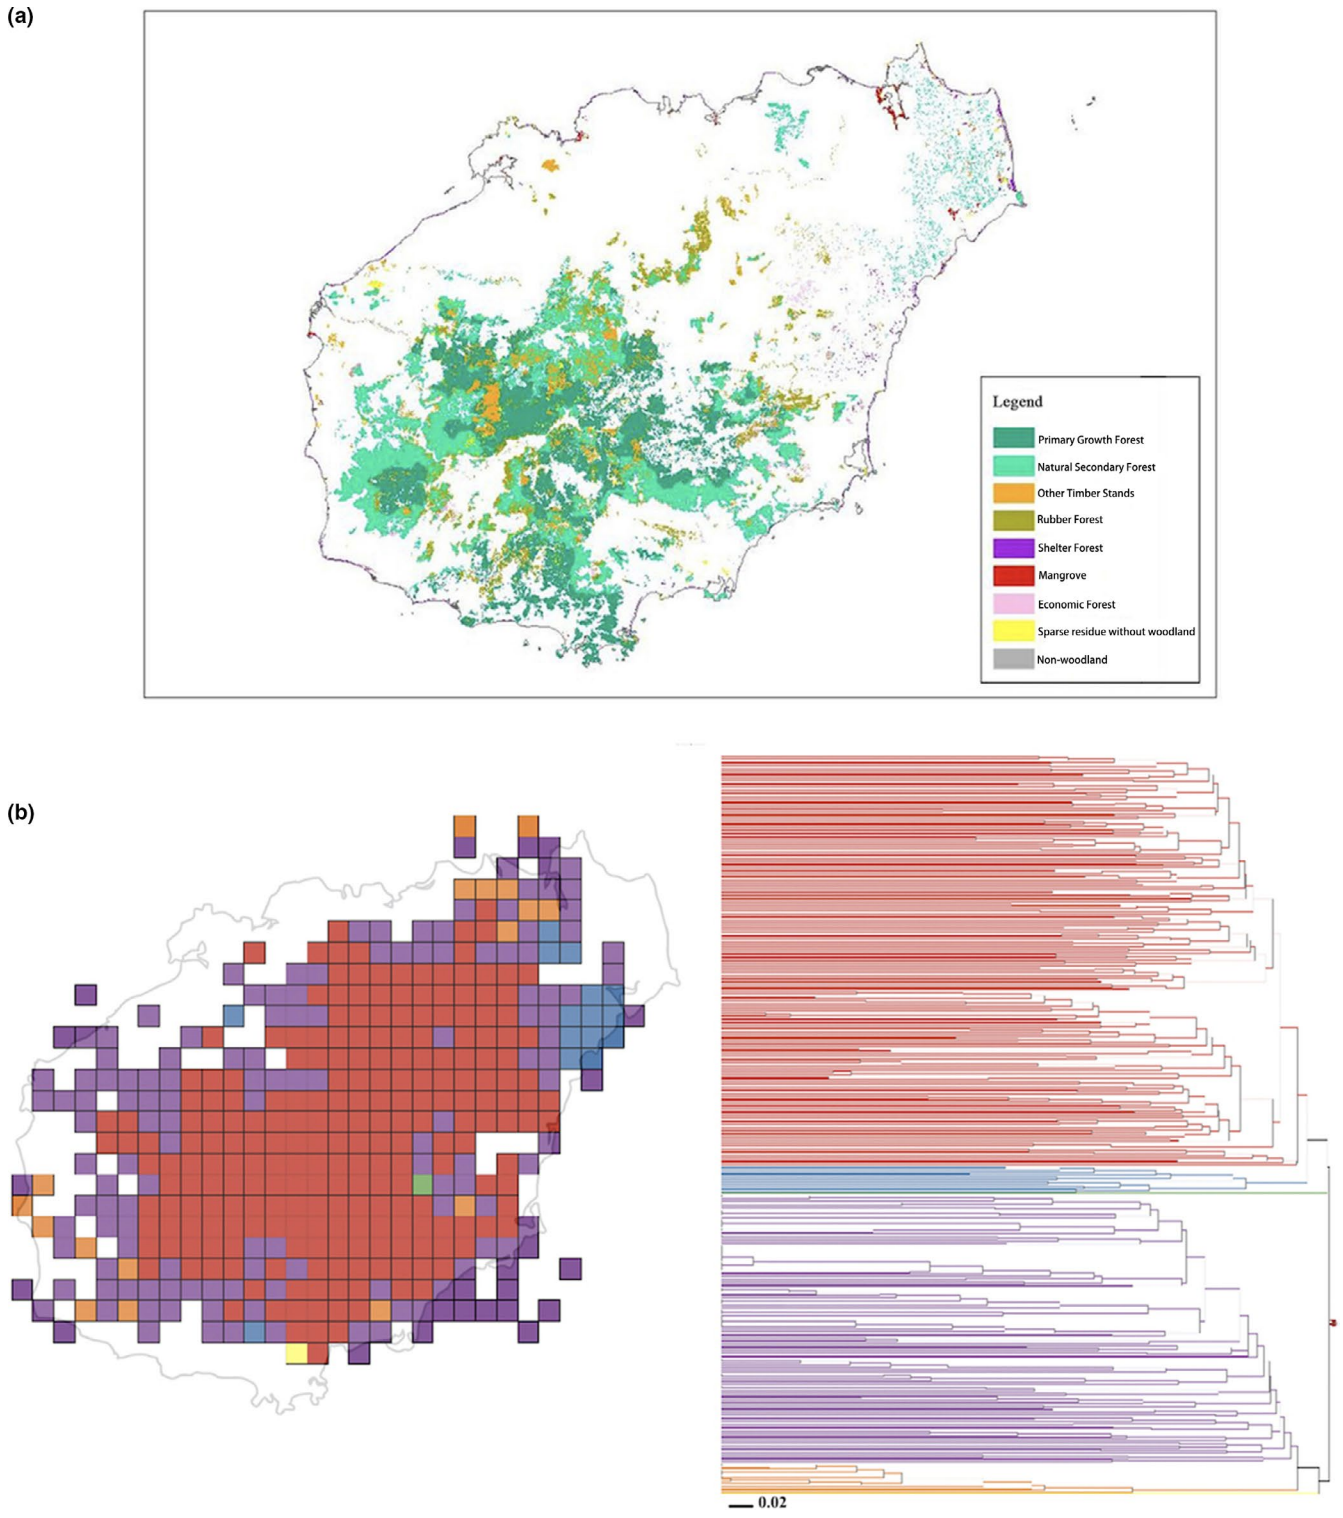 (a)
Legend
Primary Growth Forest
Natural Secondary Forest
Other Timber Stands
Rubber Forest
Shelter Forest
Mangrove
Economic Forest
Sparse residue without woodland
Non-woodland
(b)
0.02